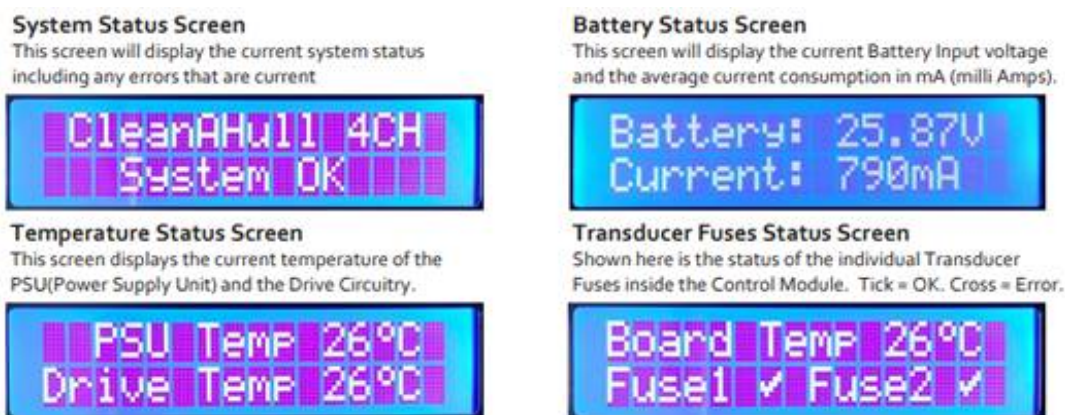 System Status Screen
This screen will display the current system status
including any errors that are current
CleanAHull 4CH
System OK
Battery Status Screen
This screen will display the current Battery Input voltage
and the average current consumption in mA (milli Amps).
Battery: 25.87V
Current: 790mA
Temperature Status Screen
This screen displays the current temperature of the
PSU(Power Supply Unit) and the Drive Circuitry.
PSU Temp 26°C
Drive Temp 26°C
Transducer Fuses Status Screen
Shown here is the status of the individual Transducer
Fuses inside the Control Module. Tick = OK. Cross = Error.
Board Temp 26°C
Fuse1 ✓ Fuse2 ✓